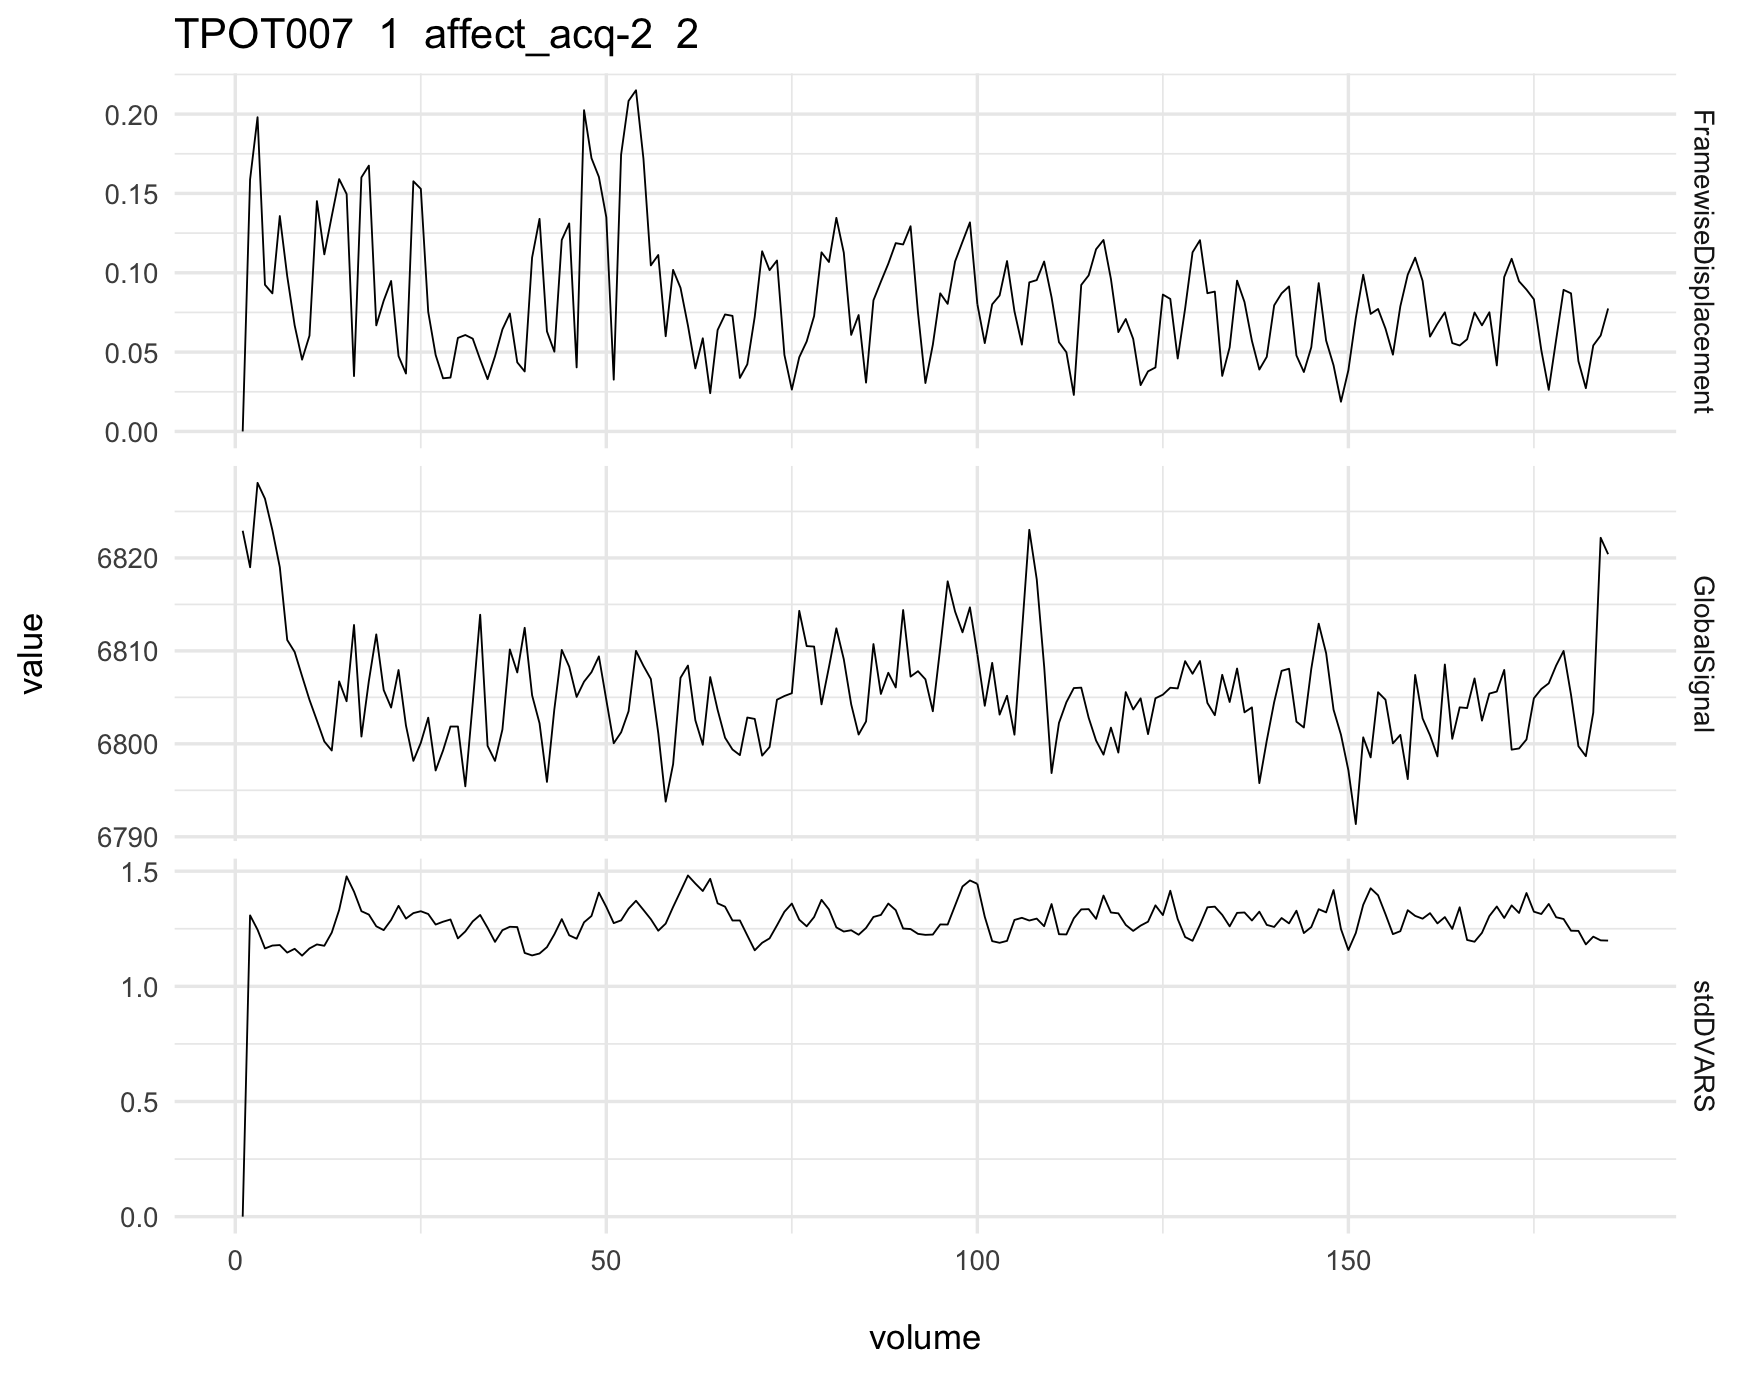 TPOT007 1 affect_acq-2 2
0.20
0.15
0.10
0.05
0.00
FramewiseDisplacement
6820
6810
6800
6790
GlobalSignal
value
1.5
1.0
0.5
0.0
stdDVARS
0 50 100 150
volume